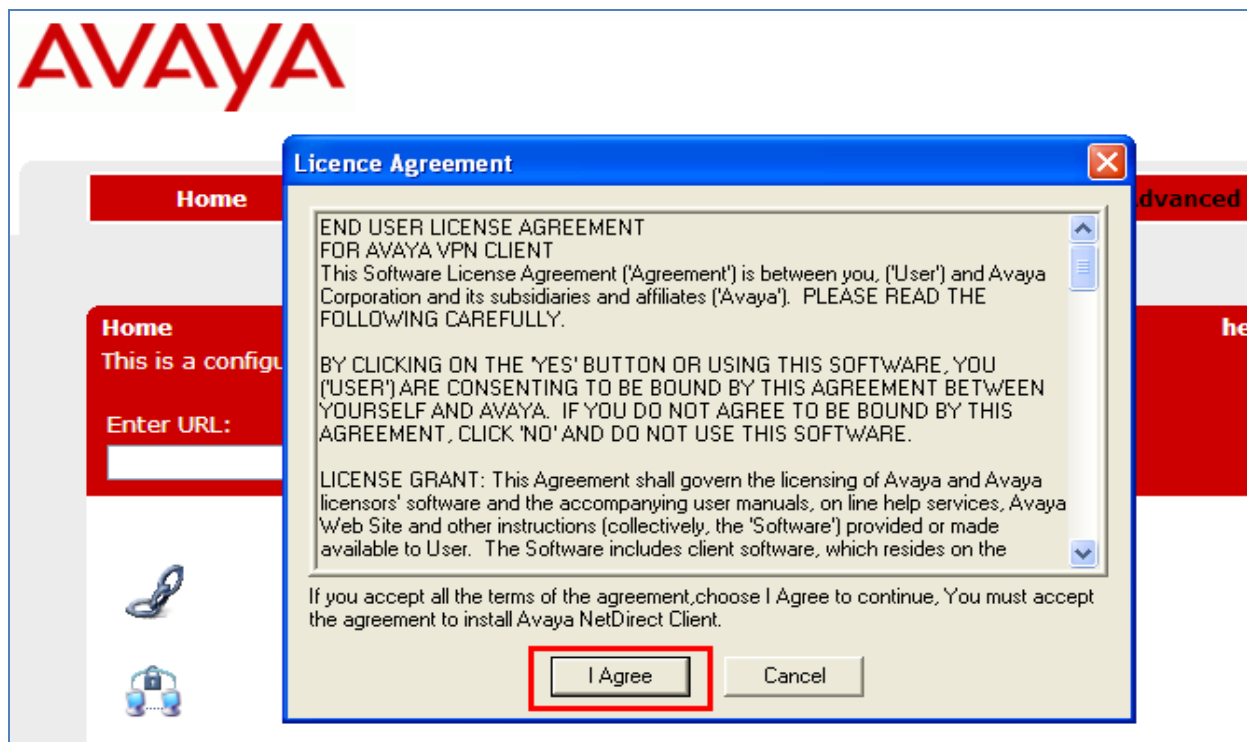 AVAYA
Licence Agreement
Home
END USER LICENSE AGREEMENT
FOR AVAYA VPN CLIENT
This Software License Agreement ('Agreement') is between you, ('User') and Avaya
Corporation and its subsidiaries and affiliates ('Avaya').  PLEASE READ THE
FOLLOWING CAREFULLY.
BY CLICKING ON THE 'YES' BUTTON OR USING THIS SOFTWARE, YOU
('USER') ARE CONSENTING TO BE BOUND BY THIS AGREEMENT BETWEEN
YOURSELF AND AVAYA.  IF YOU DO NOT AGREE TO BE BOUND BY THIS
AGREEMENT, CLICK 'NO' AND DO NOT USE THIS SOFTWARE.
LICENSE GRANT: This Agreement shall govern the licensing of Avaya and Avaya
licensors' software and the accompanying user manuals, on line help services, Avaya
Web Site and other instructions (collectively, the 'Software') provided or made
available to User.  The Software includes client software, which resides on the
If you accept all the terms of the agreement,choose I Agree to continue, You must accept
the agreement to install Avaya NetDirect Client.
I Agree
Cancel
dvanced
Home
he
This is a configu
Enter URL: